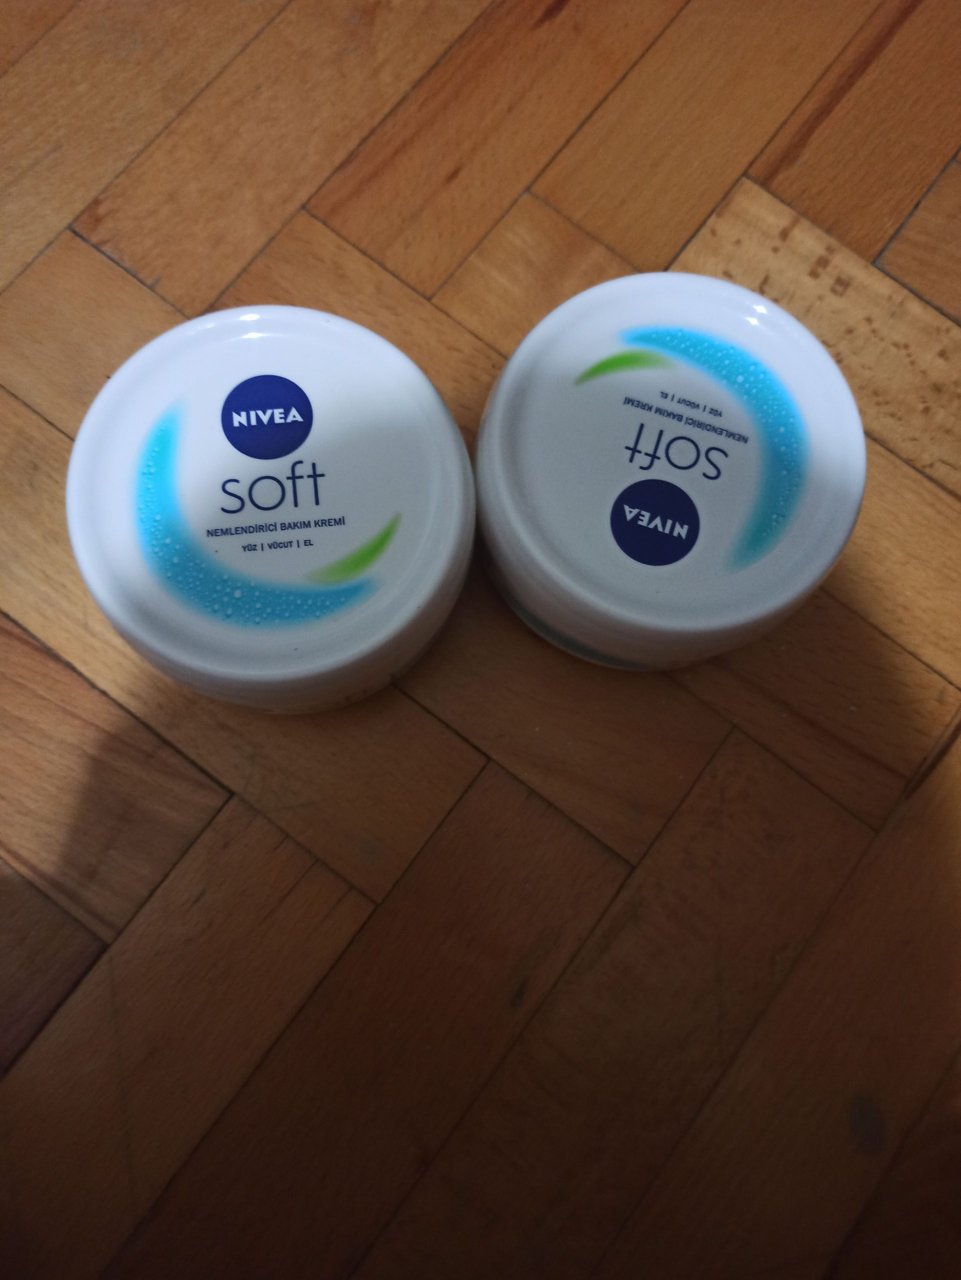 NIVEA
soft
NEMLENDİRİCİ BAKIM KREMİ
YÜZ | VÜCUT | EL
NIVEA
soft
NEMLENDİRİCİ BAKIM KREMİ
YÜZ | VÜCUT | EL